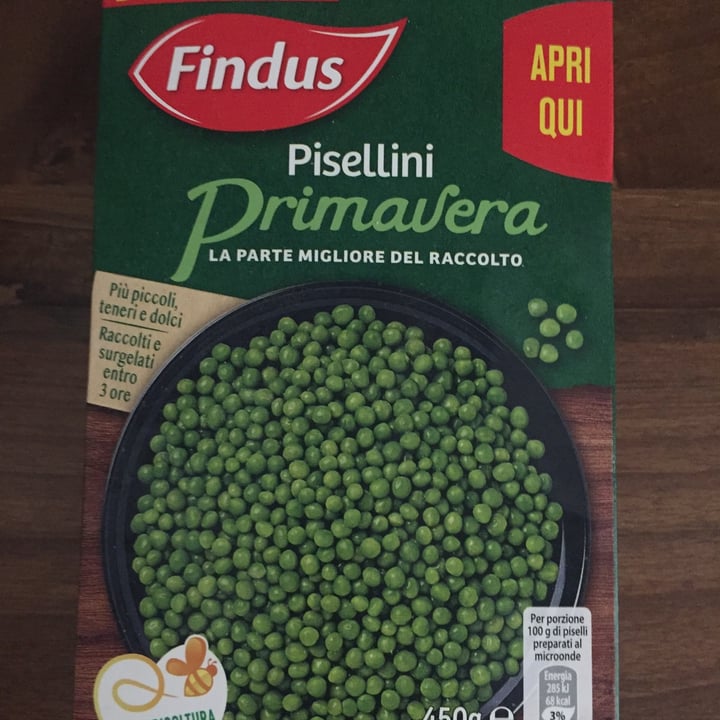 Findus
APRI
QUI
Pisellini
Primavera
LA PARTE MIGLIORE DEL RACCOLTO
Più piccoli,
teneri e dolci
Raccolti e
surgelati
entro
3 ore
Per porzione
100 g di piselli
preparati al
microonde
Energia
285 kJ
68 kcal
3%
450g e